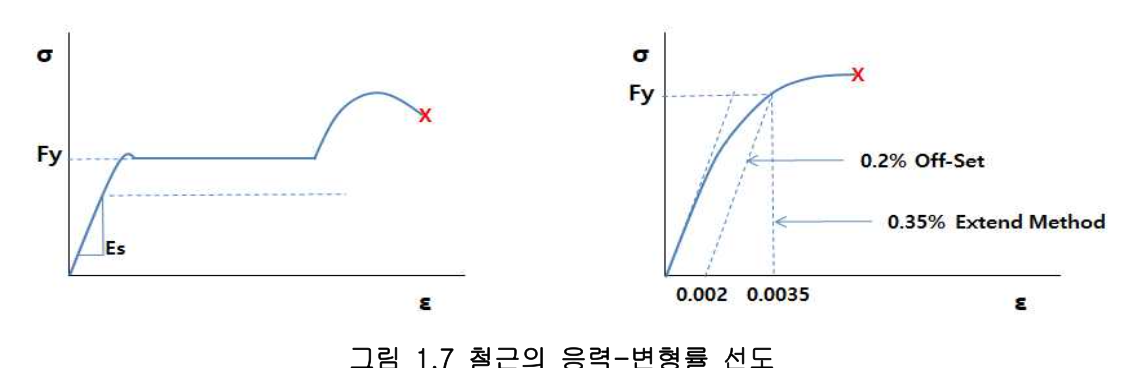 σ
Fy
Es
ε
X
σ
Fy
X
0.2% Off-Set
0.35% Extend Method
0.002 0.0035
ε
그림 1.7 철근의 응력-변형률 선도